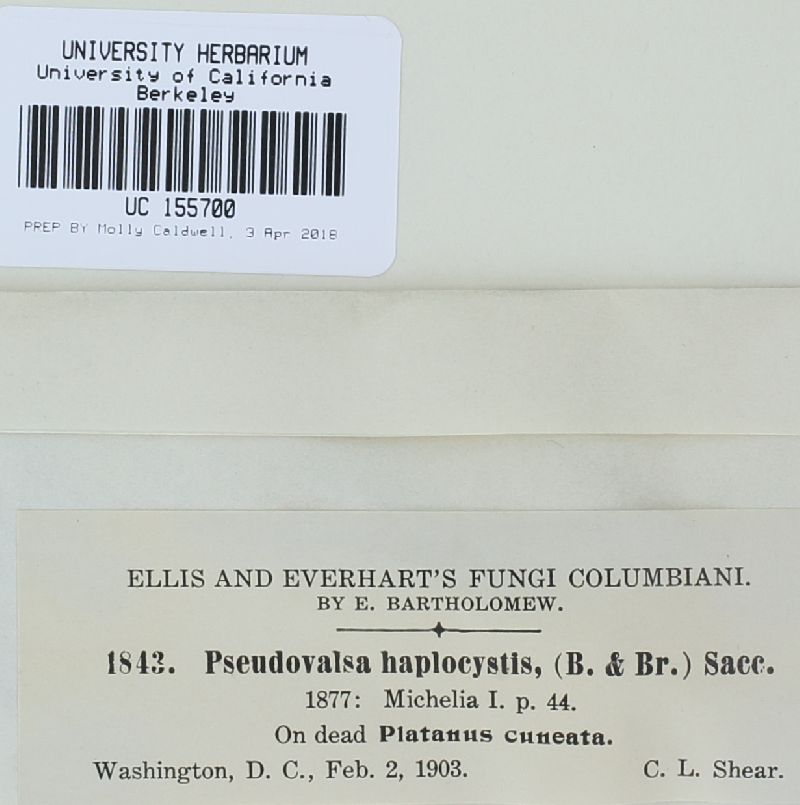 UNIVERSITY HERBARIUM
University of California
Berkeley
UC 155700
PREP BY Molly Caldwell, 3 Apr 2018
ELLIS AND EVERHART'S FUNGI COLUMBIANI.
BY E. BARTHOLOMEW.
1843. Pseudovalsa haplocystis, (B. & Br.) Sacc.
1877: Michelia I. p. 44.
On dead Platanus cuneata.
Washington, D. C., Feb. 2, 1903. C. L. Shear.